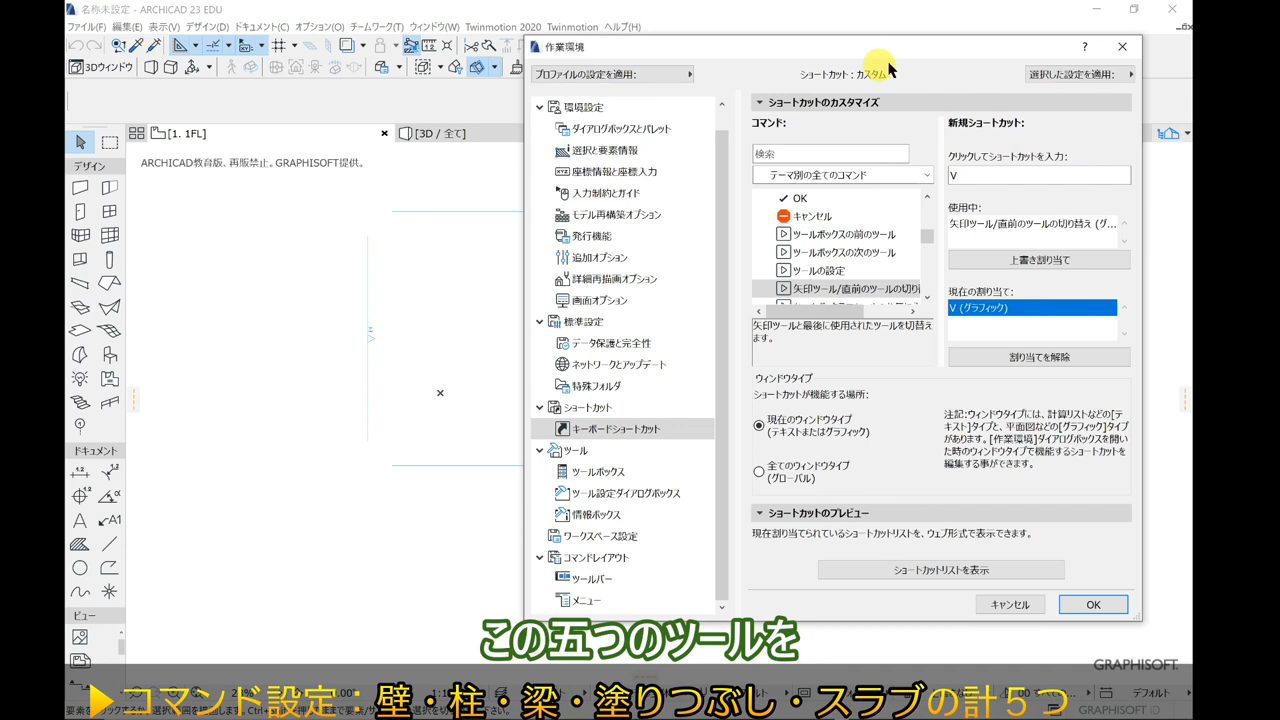 名称未設定 - ARCHICAD 23 EDU
ファイル(F) 編集(E) 表示(V) デザイン(D) ドキュメント(C) オプション(O) チームワーク(T) ウィンドウ(W) Twinmotion 2020 Twinmotion ヘルプ(H)
3Dウィンドウ
[1. 1FL]
[3D / 全て]
ARCHICAD教育版、再販禁止。GRAPHISOFT提供。
デザイン
ドキュメント
ビュー
作業環境
プロファイルの設定を適用:
ショートカット : カスタム
選択した設定を適用:
環境設定
ダイアログボックスとパレット
選択と要素情報
座標情報と座標入力
入力制約とガイド
モデル再構築オプション
発行機能
追加オプション
詳細再描画オプション
画面オプション
標準設定
データ保護と完全性
ネットワークとアップデート
特殊フォルダ
ショートカット
キーボードショートカット
ツール
ツールボックス
ツール設定ダイアログボックス
情報ボックス
ワークスペース設定
コマンドレイアウト
ツールバー
メニュー
ショートカットのカスタマイズ
コマンド:
検索
テーマ別の全てのコマンド
OK
キャンセル
ツールボックスの前のツール
ツールボックスの次のツール
ツールの設定
矢印ツール/直前のツールの切り
矢印ツールと最後に使用されたツールを切替えます。
新規ショートカット:
クリックしてショートカットを入力:
V
使用中:
矢印ツール/直前のツールの切り替え (グ...
上書き割り当て
現在の割り当て:
V (グラフィック)
割り当てを解除
ウィンドウタイプ
ショートカットが機能する場所:
現在のウィンドウタイプ
(テキストまたはグラフィック)
全てのウィンドウタイプ
(グローバル)
注記:ウィンドウタイプには、計算リストなどの[テ
キスト]タイプと、平面図などの[グラフィック]タイプ
があります。[作業環境]ダイアログボックスを開い
た時のウィンドウタイプで機能するショートカットを
編集する事ができます。
ショートカットのプレビュー
現在割り当てられているショートカットリストを、ウェブ形式で表示できます。
ショートカットリストを表示
キャンセル
OK
この五つのツールを
GRAPHISOFT.
▶コマンド設定：壁・柱・梁・塗りつぶし・スラブの計５つ
デフォルト